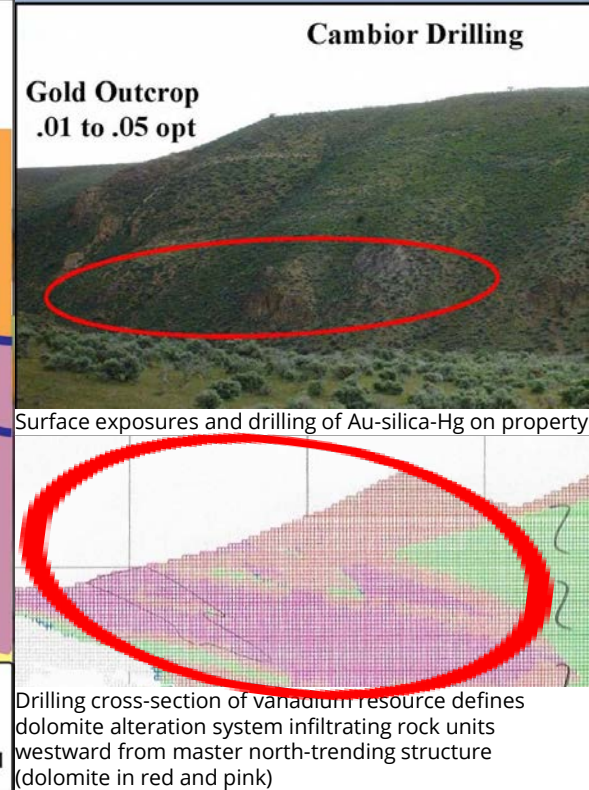 Cambior Drilling
Gold Outcrop
.01 to .05 opt
Surface exposures and drilling of Au-silica-Hg on property
Drilling cross-section of vanadium resource defines
dolomite alteration system infiltrating rock units
westward from master north-trending structure
(dolomite in red and pink)